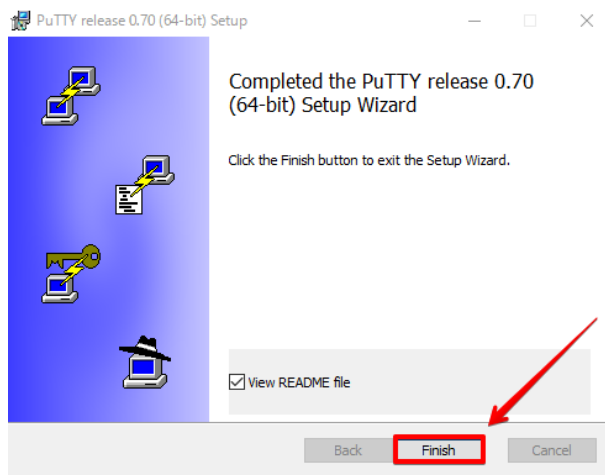 PuTTY release 0.70 (64-bit) Setup
Completed the PuTTY release 0.70
(64-bit) Setup Wizard
Click the Finish button to exit the Setup Wizard.
View README file
Back Finish Cancel